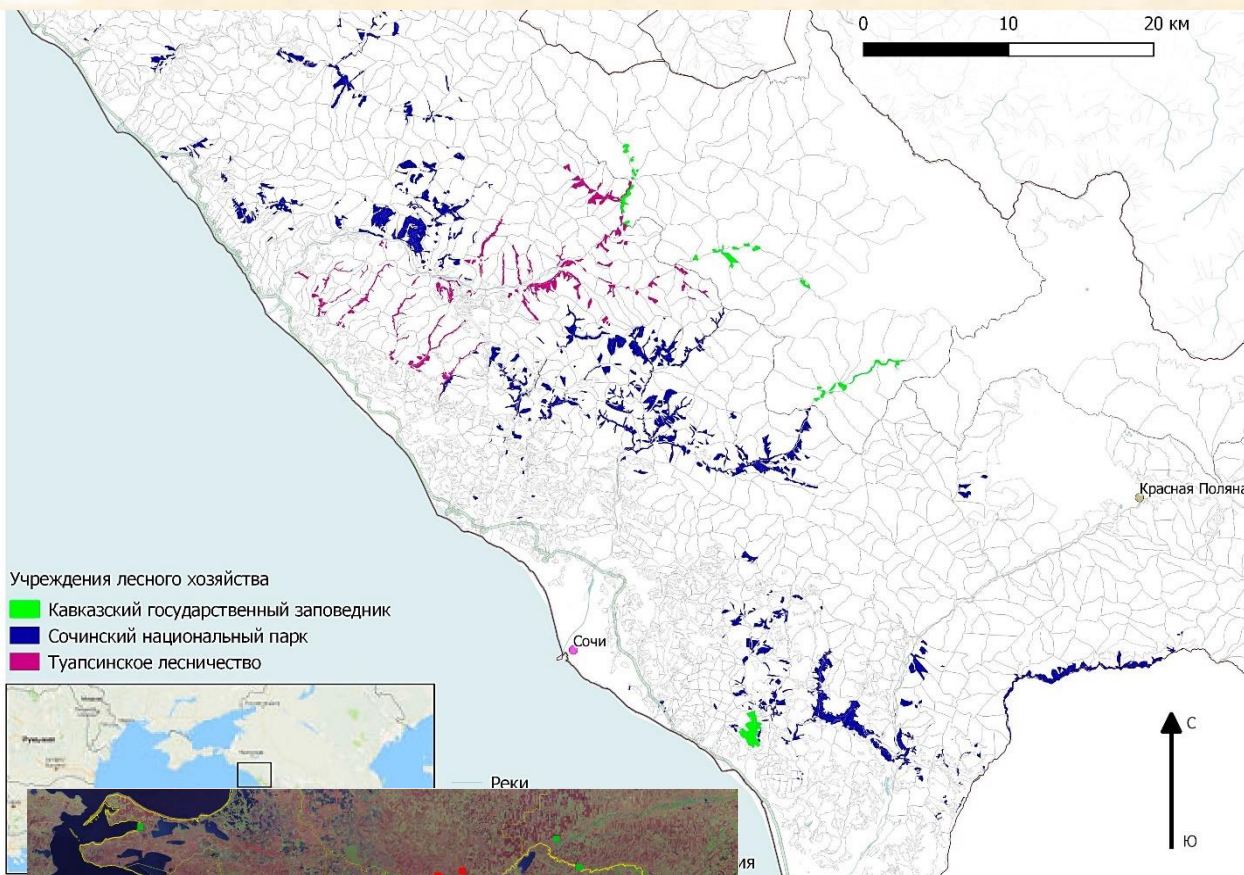 0 10 20 км
Красная Поляна
Сочи
Учреждения лесного хозяйства
Кавказский государственный заповедник
Сочинский национальный парк
Туапсинское лесничество
С
Реки
Ю